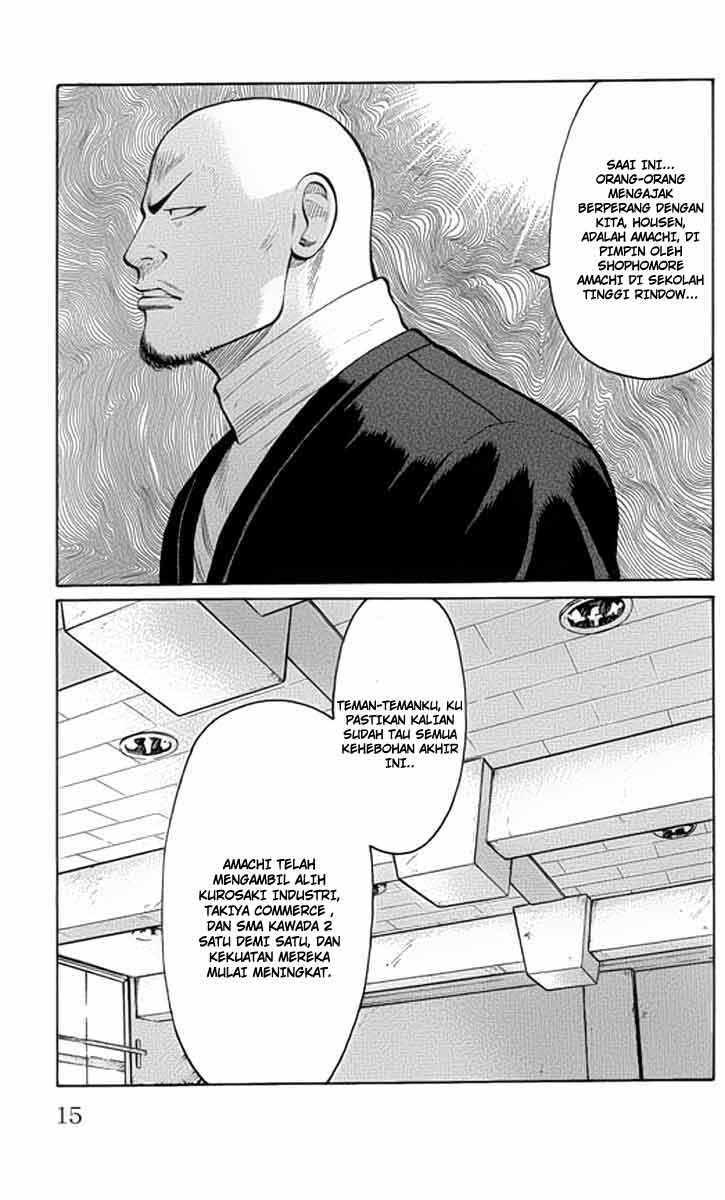 SAAI INI...
ORANG-ORANG
MENGAJAK
BERPERANG DENGAN
KITA, HOUSEN,
ADALAH AMACHI, DI
PIMPIN OLEH
SHOPHOMORE
AMACHI DI SEKOLAH
TINGGI RINDOW...
TEMAN-TEMANKU, KU
PASTIKAN KALIAN
SUDAH TAU SEMUA
KEHEBOHAN AKHIR
INI..
AMACHI TELAH
MENGAMBIL ALIH
KUROSAKI INDUSTRI,
TAKIYA COMMERCE ,
DAN SMA KAWADA 2
SATU DEMI SATU, DAN
KEKUATAN MEREKA
MULAI MENINGKAT.
15